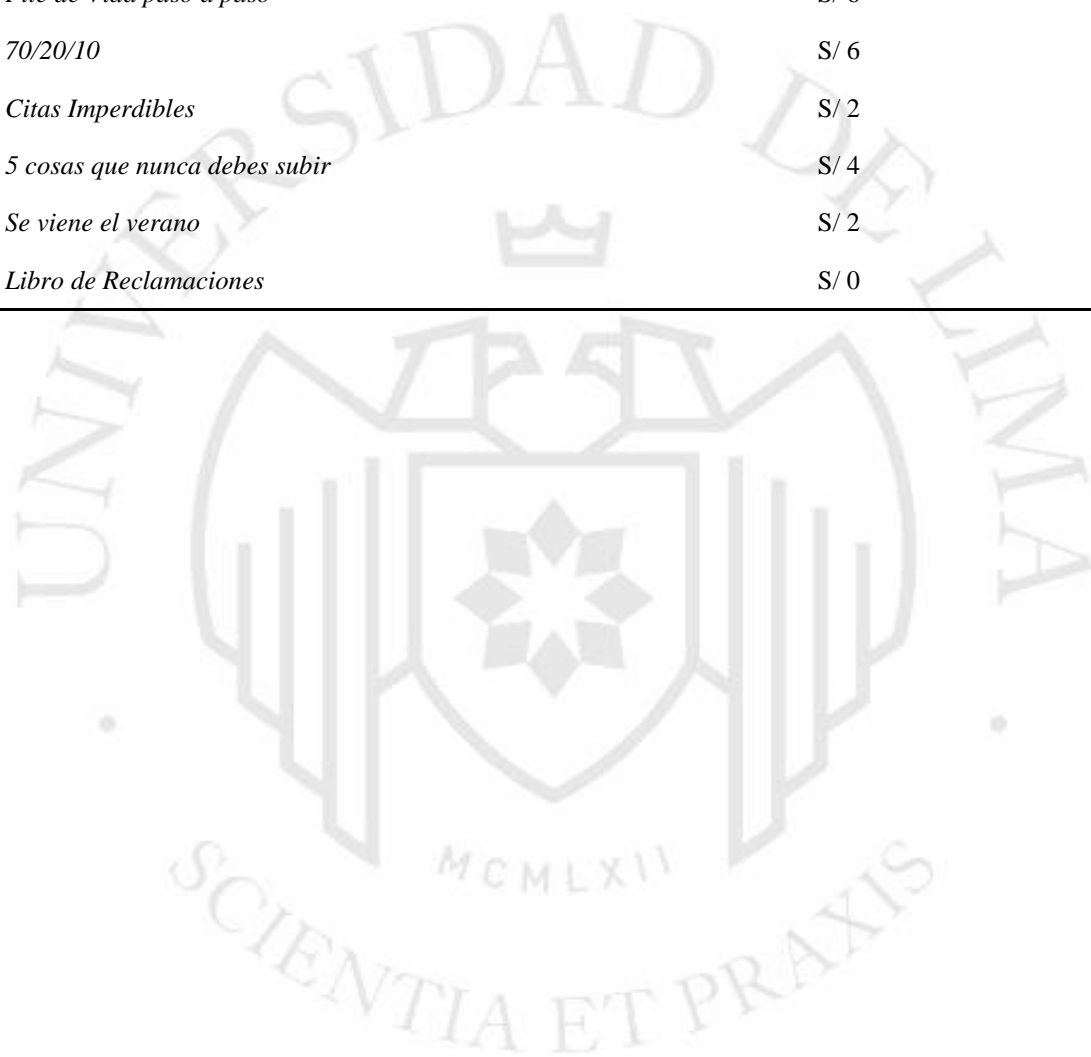 70/20/10 S/ 6
Citas Imperdibles S/ 2
5 cosas que nunca debes subir S/ 4
Se viene el verano S/ 2
Libro de Reclamaciones S/ 0
UNIVERSIDAD DE LIMA
MCMLXII
SCIENTIA ET PRAXIS